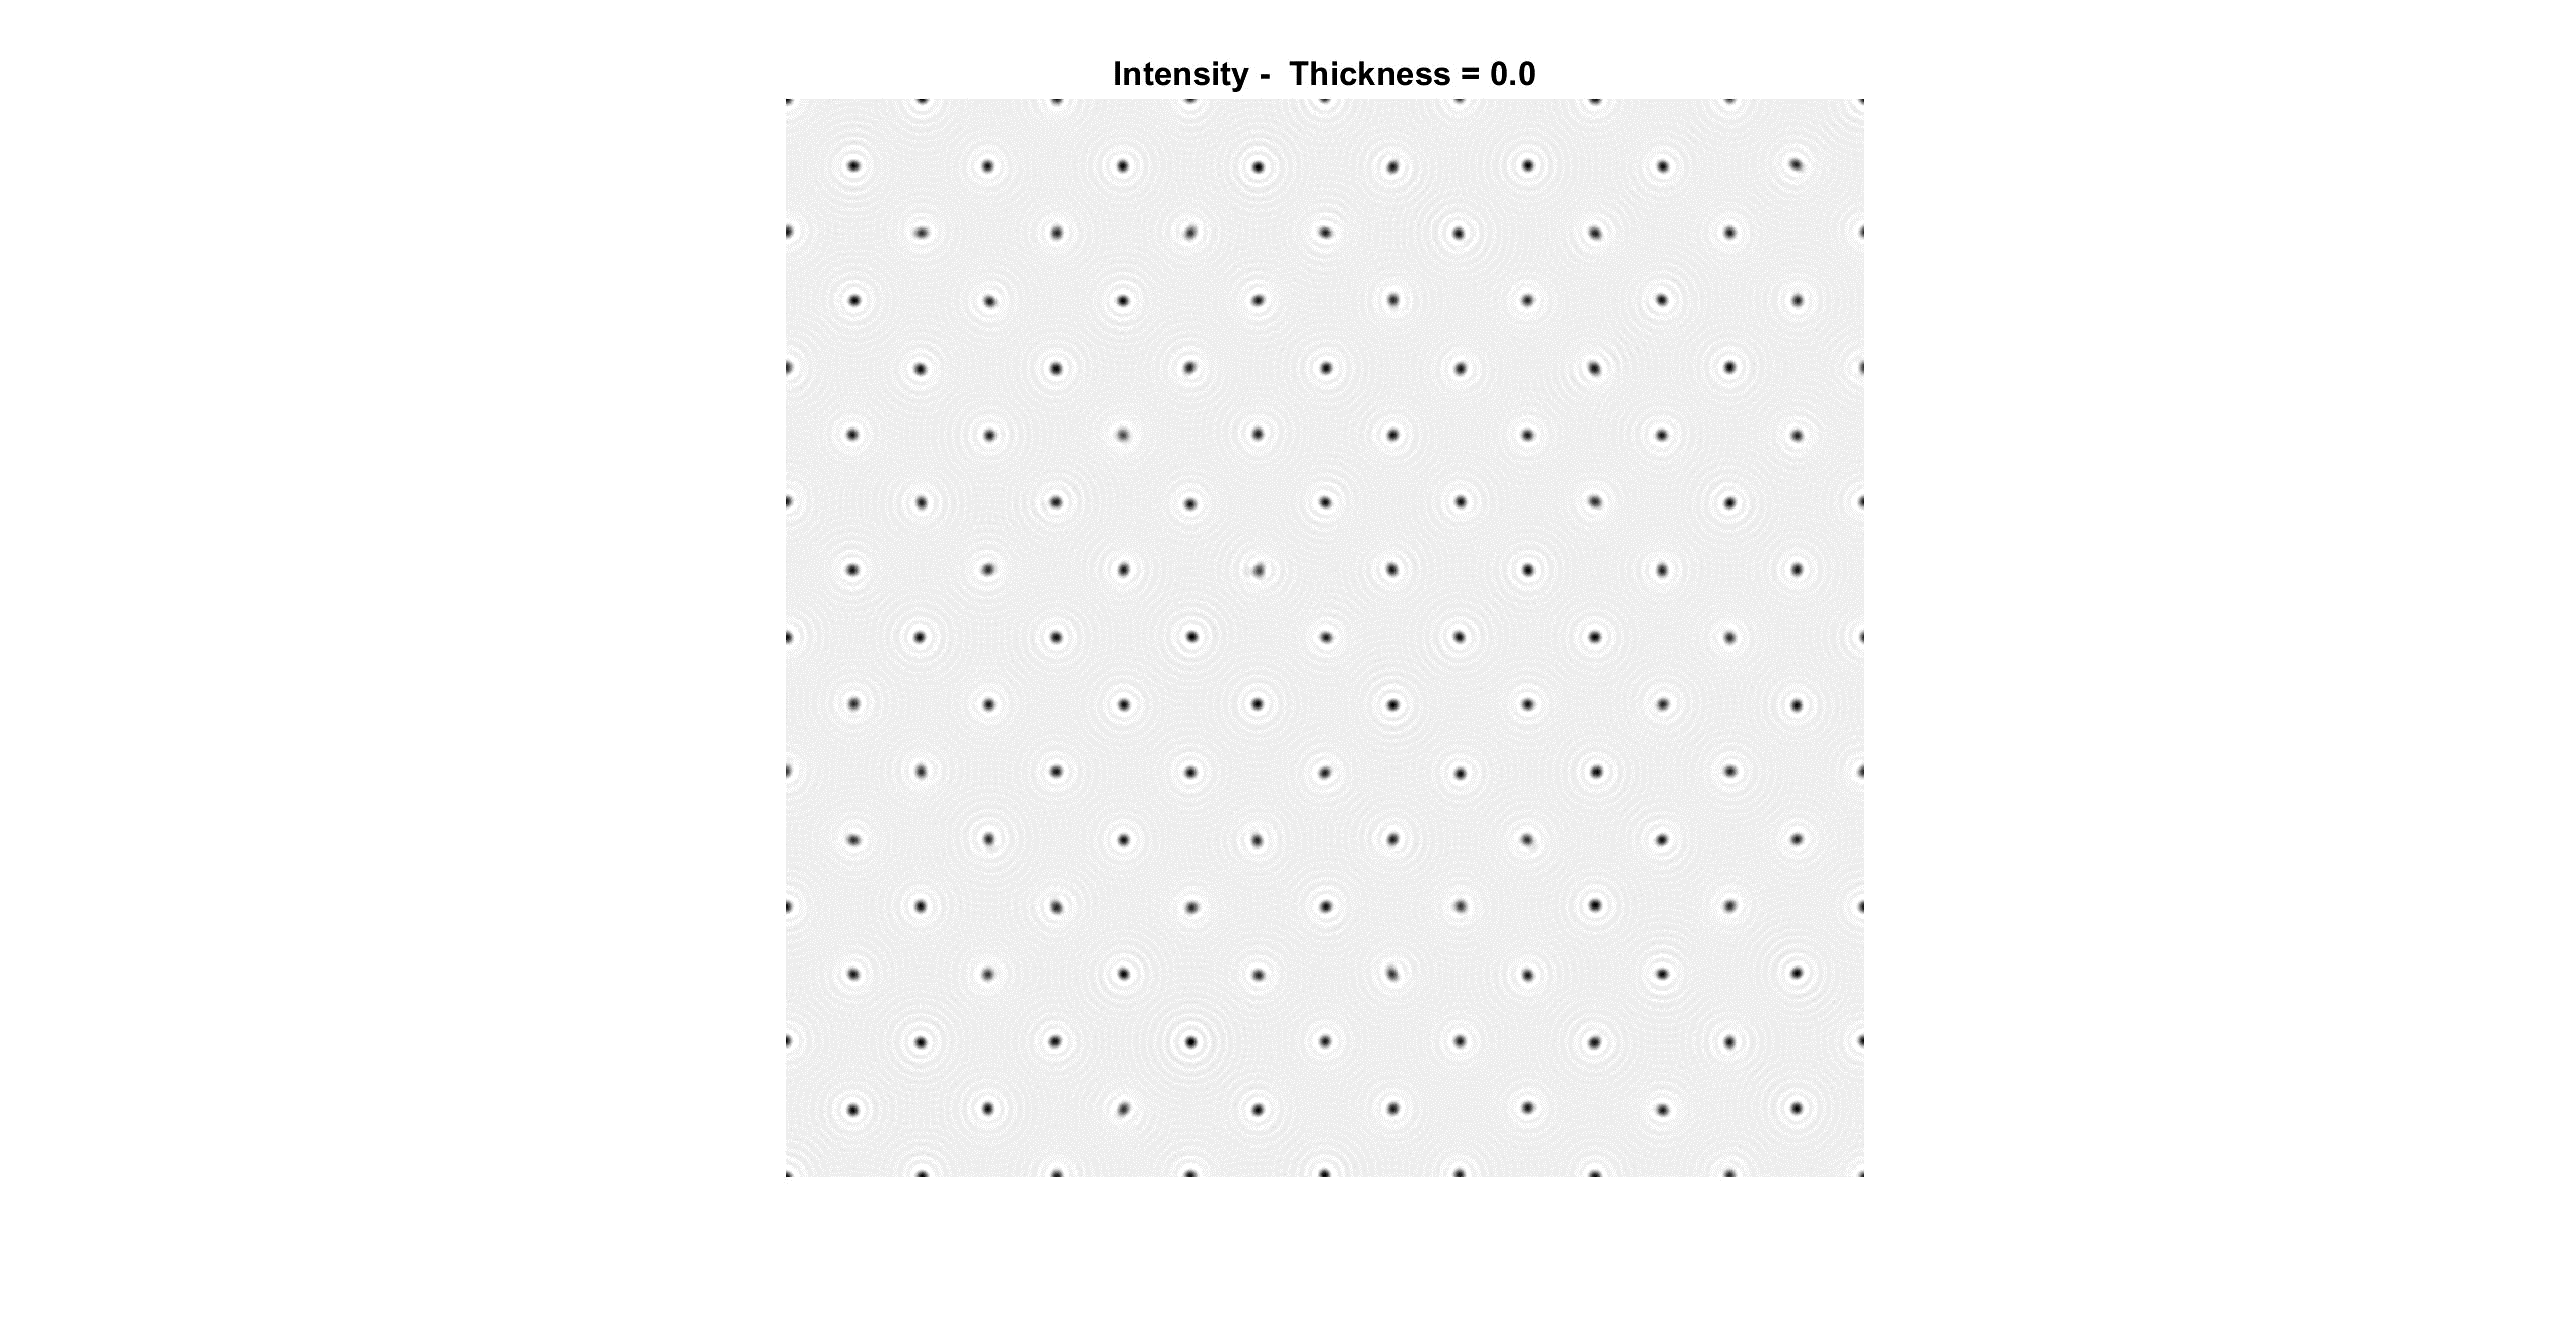 Intensity -  Thickness = 0.0